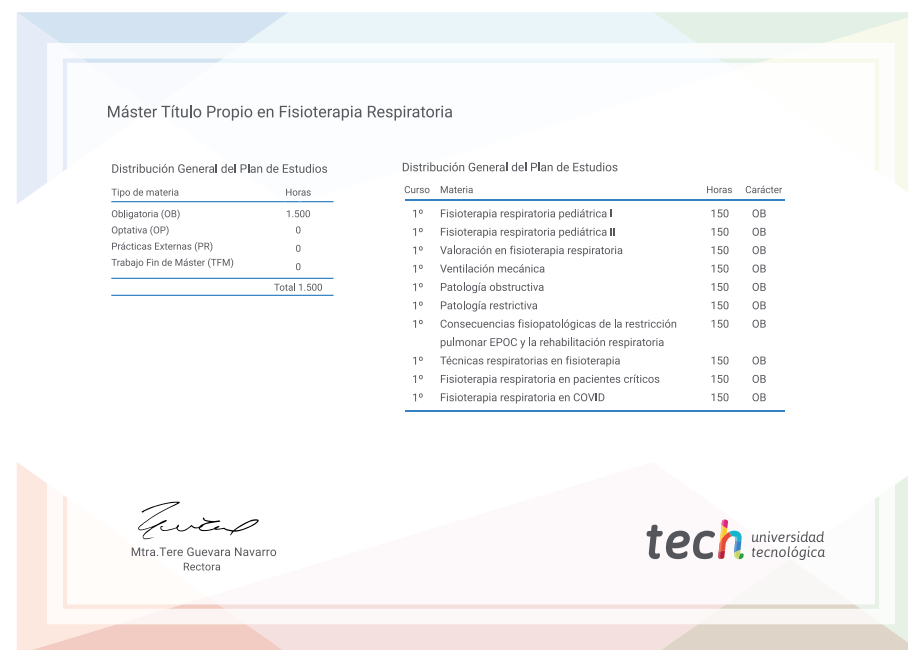 Máster Título Propio en Fisioterapia Respiratoria
Distribución General del Plan de Estudios
Tipo de materia Horas
Obligatoria (OB) 1.500
Optativa (OP) 0
Prácticas Externas (PR) 0
Trabajo Fin de Máster (TFM) 0
Total 1.500
Distribución General del Plan de Estudios
Curso Materia Horas Carácter
1º Fisioterapia respiratoria pediátrica I 150 OB
1º Fisioterapia respiratoria pediátrica II 150 OB
1º Valoración en fisioterapia respiratoria 150 OB
1º Ventilación mecánica 150 OB
1º Patología obstructiva 150 OB
1º Patología restrictiva 150 OB
1º Consecuencias fisiopatológicas de la restricción 150 OB
pulmonar EPOC y la rehabilitación respiratoria
1º Técnicas respiratorias en fisioterapia 150 OB
1º Fisioterapia respiratoria en pacientes críticos 150 OB
1º Fisioterapia respiratoria en COVID 150 OB
Mtra.Tere Guevara Navarro
Rectora
tech universidad
tecnológica